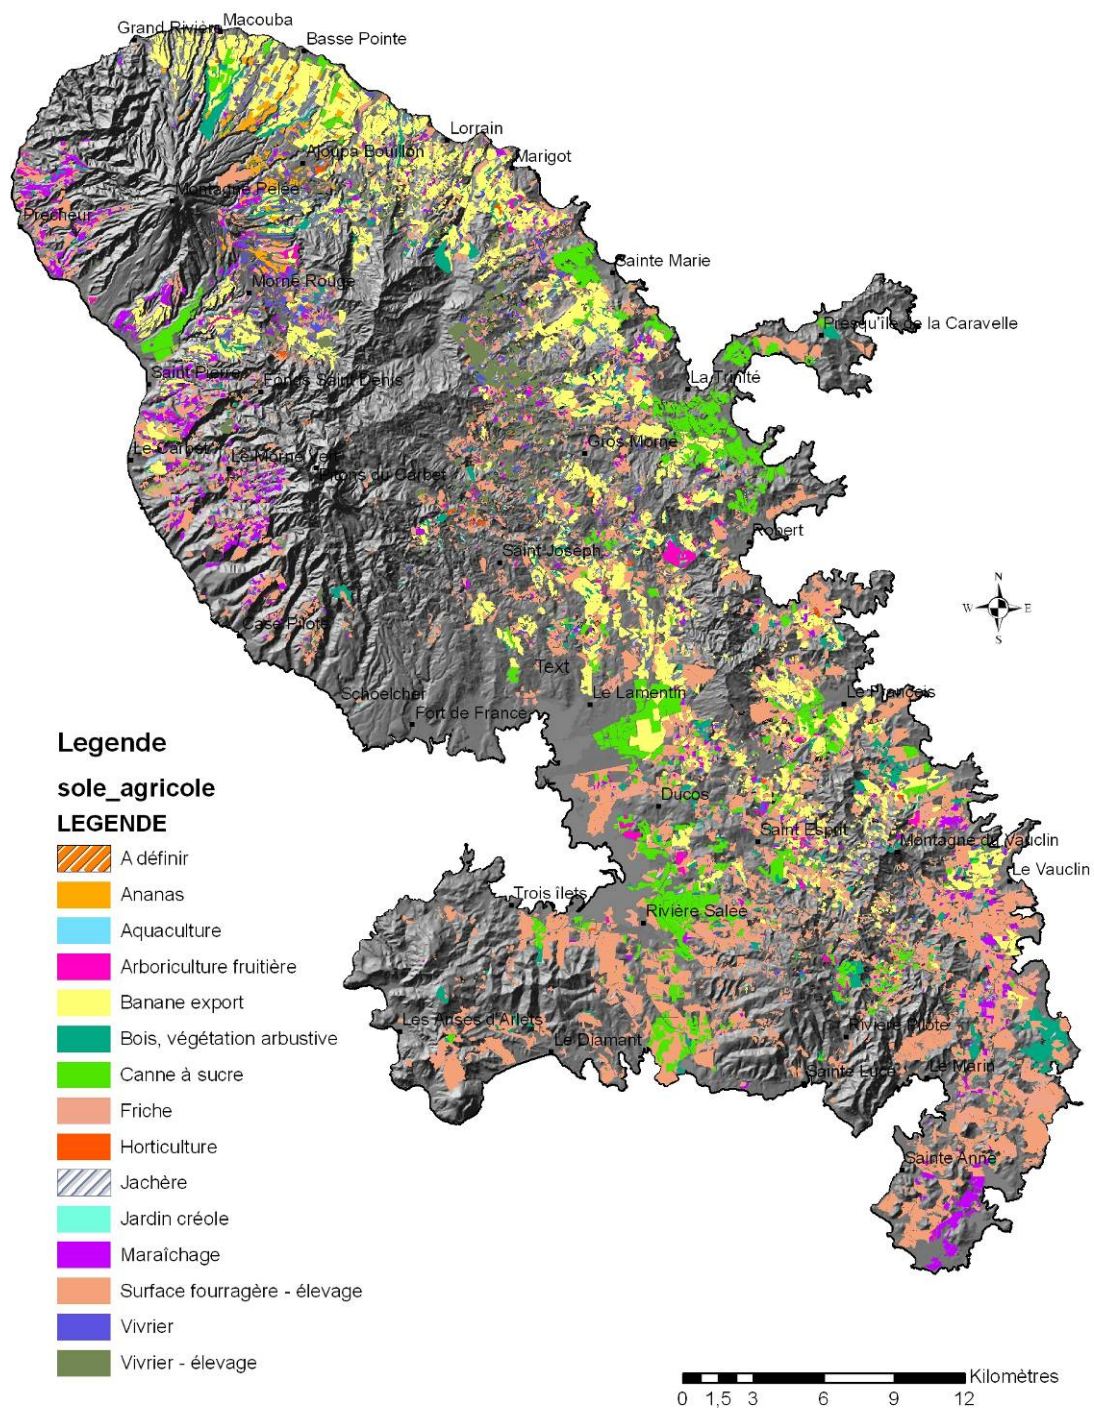 Macouba
Grand Rivière
Basse Pointe
Lorrain
Ajoupa Bouillon
Marigot
Montagne Pelée
Prêcheur
Sainte Marie
Morne Rouge
Presqu'île de la Caravelle
Saint Pierre
Fonds Saint Denis
La Trinité
Gros Morne
Le Carbet
Le Morne Vert
Pitons du Carbet
Robert
Saint Joseph
N
W
E
S
Case Pilote
Text
Schoelcher
Le Lamentin
Le François
Fort de France
Ducos
Saint Esprit
Montagne du Vauclin
Le Vauclin
Trois îlets
Rivière Salée
Les Anses d'Arlets
Le Diamant
Rivière Pilote
Sainte Luce
Le Marin
Sainte Anne
Legende
sole_agricole
LEGENDE
A définir
Ananas
Aquaculture
Arboriculture fruitière
Banane export
Bois, végétation arbustive
Canne à sucre
Friche
Horticulture
Jachère
Jardin créole
Maraîchage
Surface fourragère - élevage
Vivrier
Vivrier - élevage
Kilomètres
0 1,5 3 6 9 12